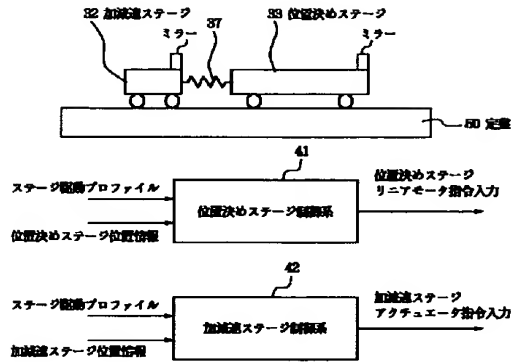 32 加減速ステージ
ミラー
37
33 位置決めステージ
ミラー
50 定盤
41
ステージ駆動プロファイル
位置決めステージ位置情報
位置決めステージ制御系
位置決めステージ
リニアモータ指令入力
42
ステージ駆動プロファイル
加減速ステージ位置情報
加減速ステージ制御系
加減速ステージ
アクチュエータ指令入力